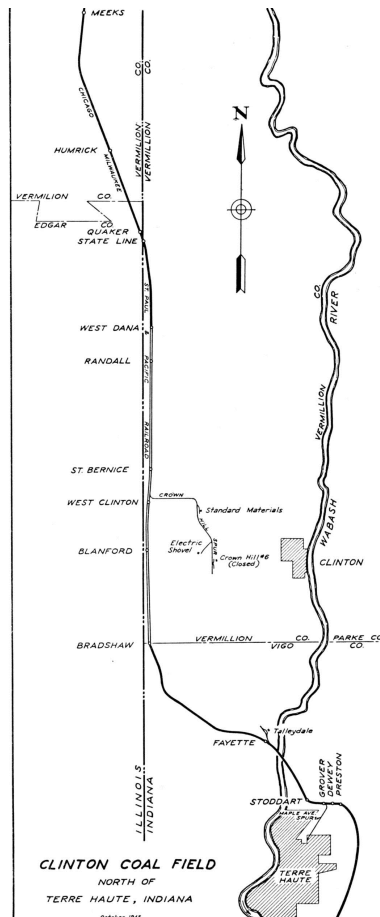 MEEKS
CO. CO.
CHICAGO
VERMILION
VERMILLION
N
HUMRICK
MILWAUKEE
VERMILION CO.
EDGAR CO.
QUAKER
STATE LINE
ST. PAUL
CO.
RIVER
WEST DANA
&
RANDALL
PACIFIC
VERMILLION
RAILROAD
ST. BERNICE
CROWN
WEST CLINTON
Standard Materials
HILL
WABASH
Electric
Shovel
SPUR
BLANFORD
Crown Hill #6
(Closed)
CLINTON
BRADSHAW
VERMILLION CO. PARKE CO.
VIGO CO.
Talleydale
FAYETTE
ILLINOIS
INDIANA
GROVER
DEWEY
PRESTON
STODDART
MAPLE AVE.
SPUR
CLINTON COAL FIELD
NORTH OF
TERRE HAUTE, INDIANA
TERRE
HAUTE